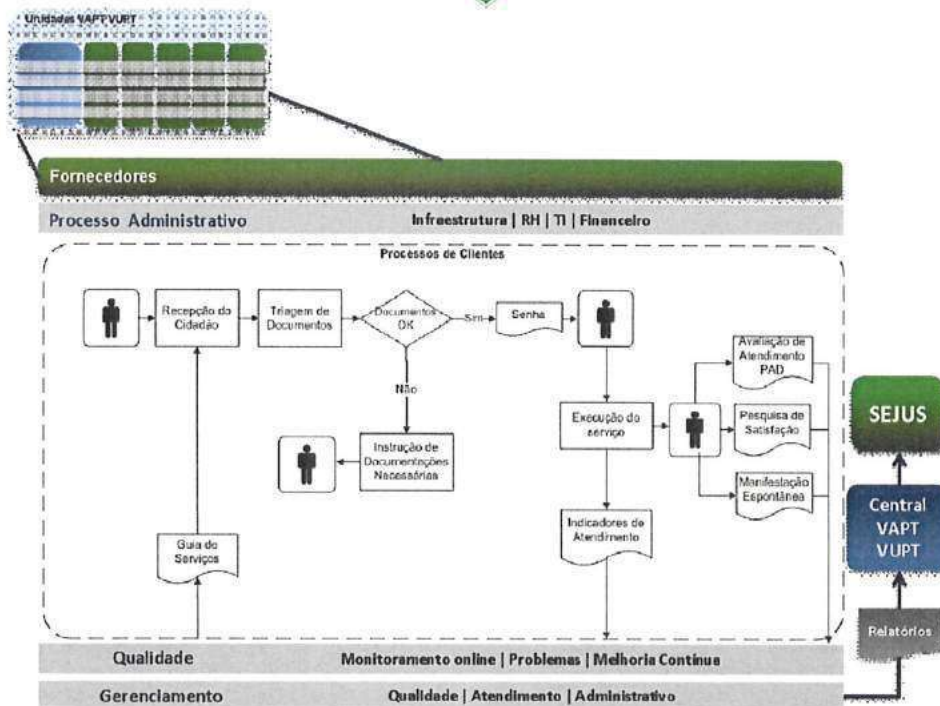 Unidades VAPT VUPT
Fornecedores
Processo Administrativo
Infraestrutura | RH | TI | Financeiro
Processos de Clientes
Recepção do
Cidadão
Triagem de
Documentos
Documentos
OK
Sim
Senha
Não
Instrução de
Documentações
Necessárias
Guia de
Serviços
Execução do
serviço
Indicadores de
Atendimento
Avaliação de
Atendimento
PAD
Pesquisa de
Satisfação
Manifestação
Espontânea
SEJUS
Central
VAPT
VUPT
Relatórios
Qualidade
Monitoramento online | Problemas | Melhoria Contínua
Gerenciamento
Qualidade | Atendimento | Administrativo